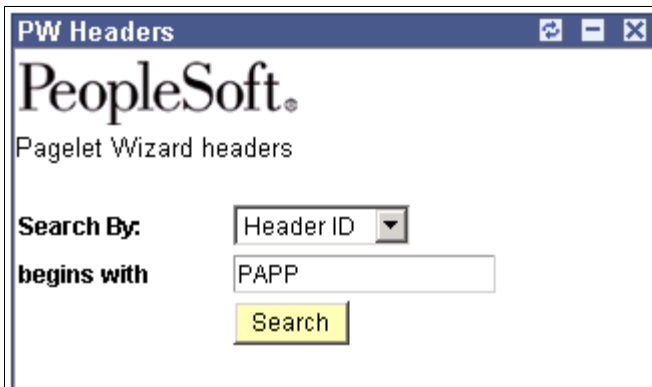 PW Headers
PeopleSoft®
Pagelet Wizard headers
Search By: Header ID
begins with PAPP
Search